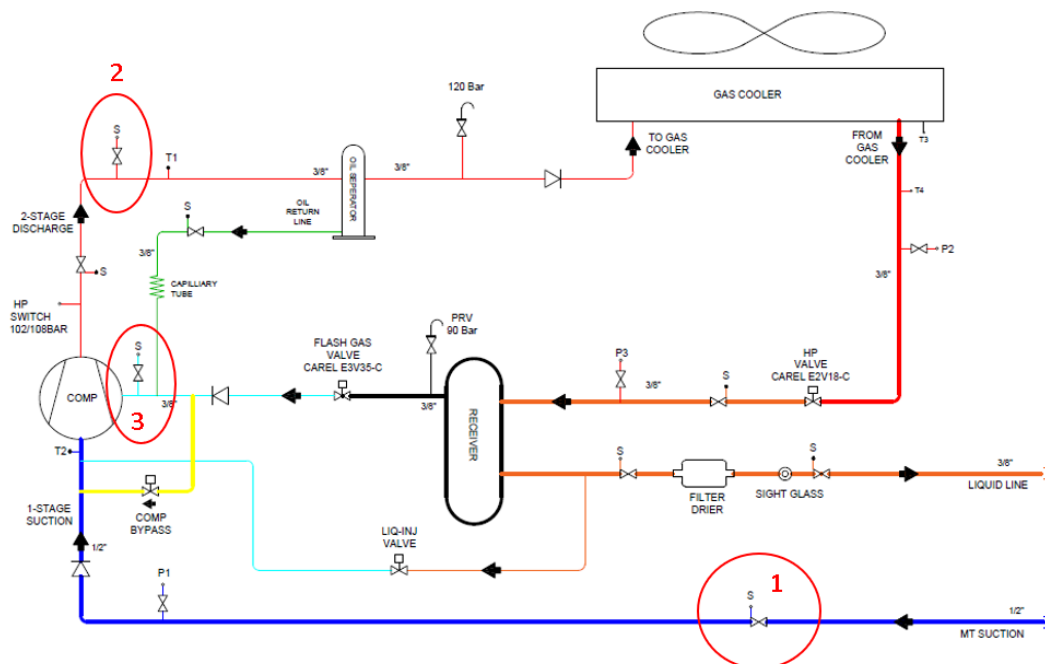 2
S
T1
3/8"
120 Bar
3/8"
GAS COOLER
TO GAS
COOLER
FROM
GAS
COOLER
T3
T4
P2
3/8"
OIL SEPERATOR
OIL
RETURN
LINE
S
3/8"
CAPILLIARY
TUBE
2-STAGE
DISCHARGE
S
HP
SWITCH
102/108BAR
COMP
S
3/8"
3
FLASH GAS
VALVE
CAREL E3V35-C
PRV
90 Bar
3/8"
RECEIVER
P3
3/8"
S
HP
VALVE
CAREL E2V18-C
T2
1-STAGE
SUCTION
COMP
BYPASS
1/2"
P1
LIQ-INJ
VALVE
S
FILTER
DRIER
SIGHT GLASS
S
3/8"
LIQUID LINE
1
S
1/2"
MT SUCTION